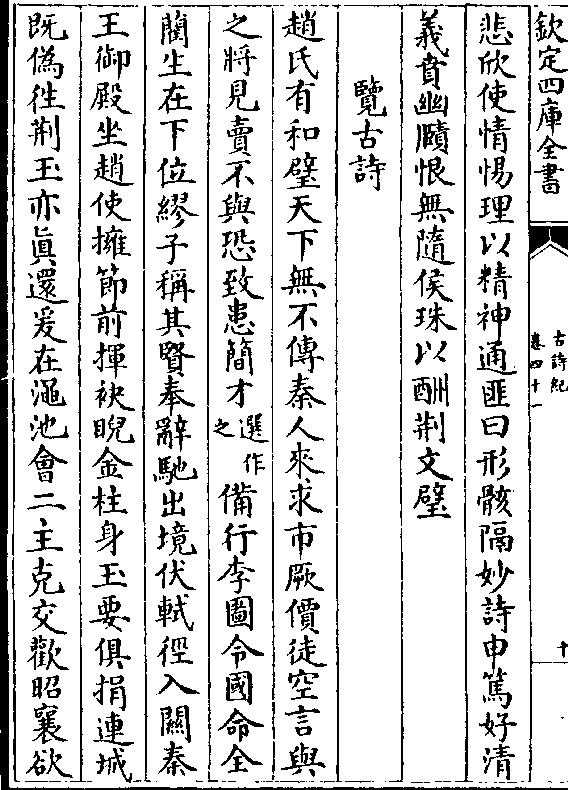 欽定四庫全書
古詩紀
卷四十一
十
悲欣使情惕理以精神通匪曰形骸隔妙詩申篤好清
義貫幽賾恨無隨侯珠以酬荆文璧
覽古詩
趙氏有和璧天下無不傳秦人來求市厥價徒空言與
之將見賣不與恐致患簡才選作之備行李圖令國命全
藺生在下位繆子稱其賢奉辭馳出境伏軾徑入關秦
王御殿坐趙使擁節前揮袂睨金柱身玉要俱捐連城
既偽徃荆玉亦真還爰在澠池會二主克交歡昭襄欲